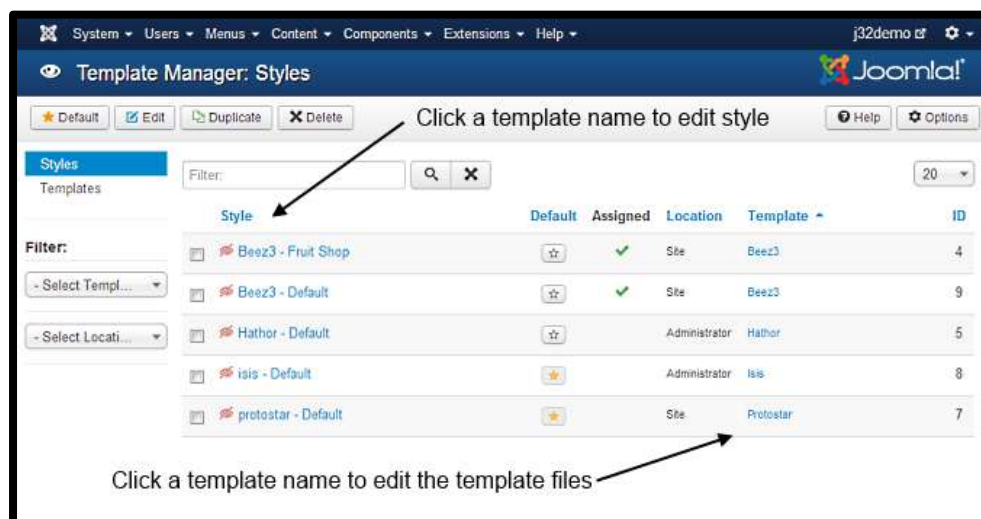 System Users Menus Content Components Extensions Help j32demo
Template Manager: Styles Joomla!
Default Edit Duplicate Delete Click a template name to edit style Help Options
Styles
Templates
Filter: 20
Style Default Assigned Location Template ID
Filter:
Beez3 - Fruit Shop Site Beez3 4
- Select Templ...
Beez3 - Default Site Beez3 9
- Select Locati...
Hathor - Default Administrator Hathor 5
isis - Default Administrator Isis 8
protostar - Default Site Protostar 7
Click a template name to edit the template files